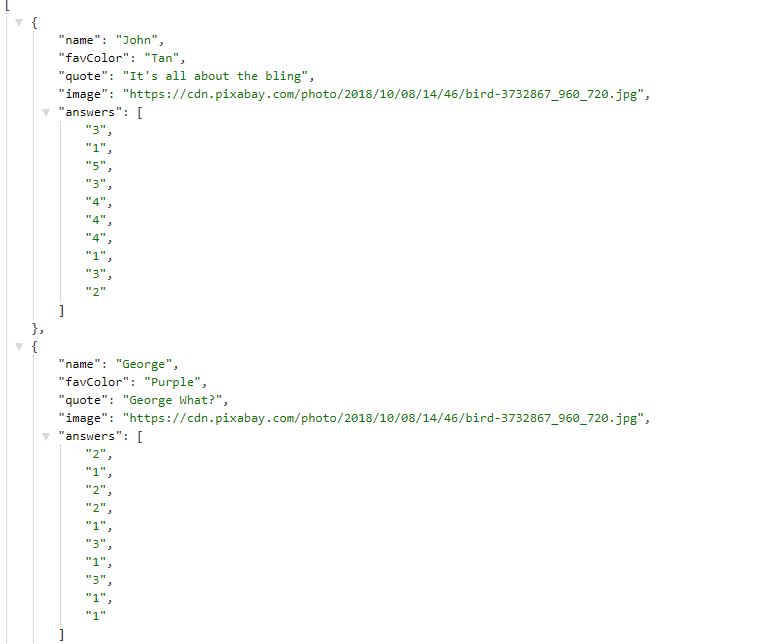 [
{
"name": "John",
"favColor": "Tan",
"quote": "It's all about the bling",
"image": "https://cdn.pixabay.com/photo/2018/10/08/14/46/bird-3732867_960_720.jpg",
"answers": [
"3",
"1",
"5",
"3",
"4",
"4",
"4",
"1",
"3",
"2"
]
},
{
"name": "George",
"favColor": "Purple",
"quote": "George What?",
"image": "https://cdn.pixabay.com/photo/2018/10/08/14/46/bird-3732867_960_720.jpg",
"answers": [
"2",
"1",
"2",
"2",
"1",
"3",
"1",
"3",
"1",
"1"
]